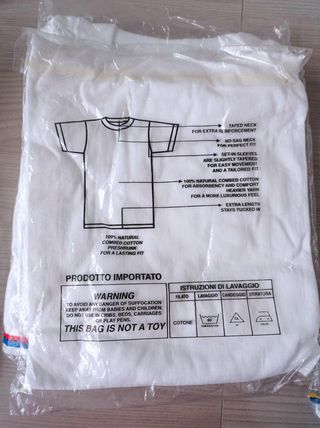 TAPED NECK
FOR EXTRA REINFORCEMENT
NO-SAG NECK
FOR PERFECT FIT
SET-IN SLEEVES
ARE SLIGHTLY TAPERED
FOR EASY MOVEMENT
AND A TAILORED FIT
100% NATURAL COMBED COTTON
FOR ABSORBENCY AND COMFORT
HEAVIER YARN
FOR A MORE LUXURIOUS FEEL
EXTRA LENGTH
STAYS TUCKED IN
100% NATURAL
COMBED COTTON
PRESHRUNK
FOR A LASTING FIT
PRODOTTO IMPORTATO
WARNING
TO AVOID ANY DANGER OF SUFFOCATION
KEEP AWAY FROM BABIES AND CHILDREN.
DO NOT USE IN CRIBS, BEDS, CARRIAGES
OR PLAY PENS.
THIS BAG IS NOT A TOY
ISTRUZIONI DI LAVAGGIO
FILATO LAVAGGIO CANDEGGIO STIRATURA
COTONE